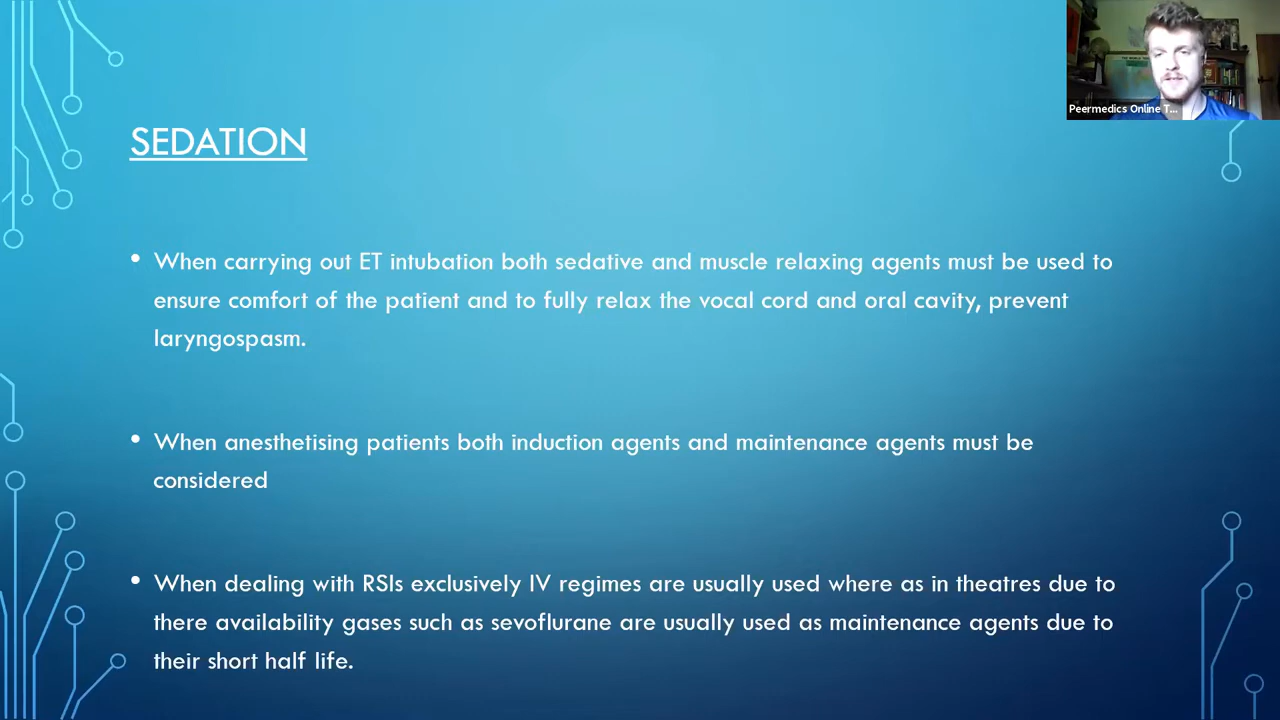 Peermedics Online T...
SEDATION
• When carrying out ET intubation both sedative and muscle relaxing agents must be used to
ensure comfort of the patient and to fully relax the vocal cord and oral cavity, prevent
laryngospasm.
• When anesthetising patients both induction agents and maintenance agents must be
considered
• When dealing with RSIs exclusively IV regimes are usually used where as in theatres due to
there availability gases such as sevoflurane are usually used as maintenance agents due to
their short half life.